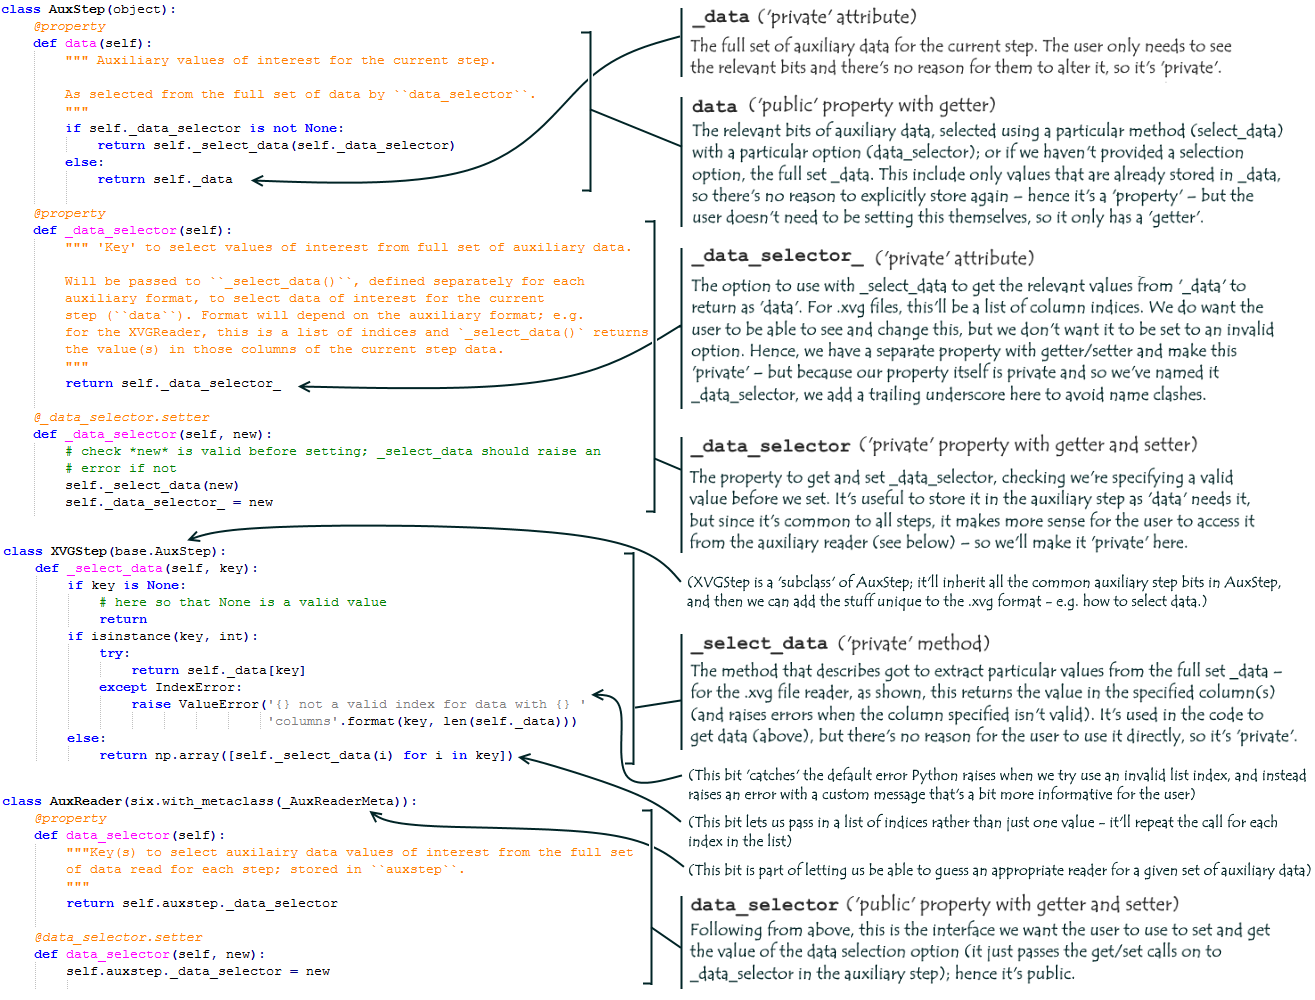 class AuxStep(object):
@property
def data(self):
""" Auxiliary values of interest for the current step.
As selected from the full set of data by ``data_selector``.
"""
if self._data_selector is not None:
return self._select_data(self._data_selector)
else:
return self._data
@property
def _data_selector(self):
""" 'Key' to select values of interest from full set of auxiliary data.
Will be passed to ``_select_data()``, defined separately for each
auxiliary format, to select data of interest for the current
step (``data``). Format will depend on the auxiliary format; e.g.
for the XVGReader, this is a list of indices and `_select_data()` returns
the value(s) in those columns of the current step data.
"""
return self._data_selector_
@_data_selector.setter
def _data_selector(self, new):
# check *new* is valid before setting; _select_data should raise an
# error if not
self._select_data(new)
self._data_selector_ = new
class XVGStep(base.AuxStep):
def _select_data(self, key):
if key is None:
# here so that None is a valid value
return
if isinstance(key, int):
try:
return self._data[key]
except IndexError:
raise ValueError('{} not a valid index for data with {} '
'columns'.format(key, len(self._data)))
else:
return np.array([self._select_data(i) for i in key])
class AuxReader(six.with_metaclass(_AuxReaderMeta)):
@property
def data_selector(self):
"""Key(s) to select auxilairy data values of interest from the full set
of data read for each step; stored in ``auxstep``.
"""
return self.auxstep._data_selector
@data_selector.setter
def data_selector(self, new):
self.auxstep._data_selector = new
_data ('private' attribute)
The full set of auxiliary data for the current step. The user only needs to see
the relevant bits and there's no reason for them to alter it, so it's 'private'.
data ('public' property with getter)
The relevant bits of auxiliary data, selected using a particular method (select_data)
with a particular option (data_selector); or if we haven't provided a selection
option, the full set _data. This include only values that are already stored in _data,
so there's no reason to explicitly store again – hence it's a 'property' – but the
user doesn't need to be setting this themselves, so it only has a 'getter'.
_data_selector_ ('private' attribute)
The option to use with _select_data to get the relevant values from '_data' to
return as 'data'. For .xvg files, this'll be a list of column indices. We do want the
user to be able to see and change this, but we don't want it to be set to an invalid
option. Hence, we have a separate property with getter/setter and make this
'private' – but because our property itself is private and so we've named it
_data_selector, we add a trailing underscore here to avoid name clashes.
_data_selector ('private' property with getter and setter)
The property to get and set _data_selector, checking we're specifying a valid
value before we set. It's useful to store it in the auxiliary step as 'data' needs it,
but since it's common to all steps, it makes more sense for the user to access it
from the auxiliary reader (see below) – so we'll make it 'private' here.
(XVGStep is a 'subclass' of AuxStep; it'll inherit all the common auxiliary step bits in AuxStep,
and then we can add the stuff unique to the .xvg format - e.g. how to select data.)
_select_data ('private' method)
The method that describes got to extract particular values from the full set _data –
for the .xvg file reader, as shown, this returns the value in the specified column(s)
(and raises errors when the column specified isn't valid). It's used in the code to
get data (above), but there's no reason for the user to use it directly, so it's 'private'.
(This bit 'catches' the default error Python raises when we try use an invalid list index, and instead
raises an error with a custom message that's a bit more informative for the user)
(This bit lets us pass in a list of indices rather than just one value - it'll repeat the call for each
index in the list)
(This bit is part of letting us be able to guess an appropriate reader for a given set of auxiliary data)
data_selector ('public' property with getter and setter)
Following from above, this is the interface we want the user to use to set and get
the value of the data selection option (it just passes the get/set calls on to
_data_selector in the auxiliary step); hence it's public.